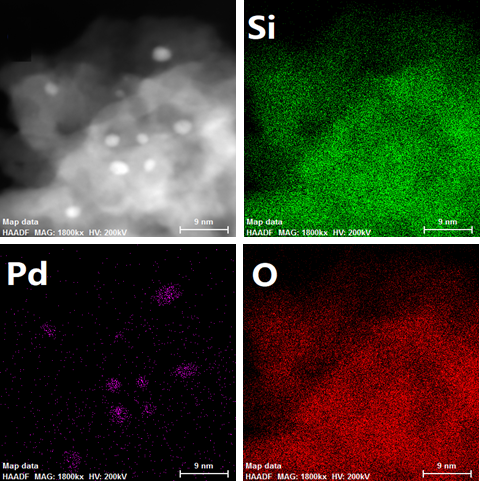 9 nm
Map data
HAADF MAG: 1800kx HV: 200kV
Si
9 nm
Map data
HAADF MAG: 1800kx HV: 200kV
Pd
9 nm
Map data
HAADF MAG: 1800kx HV: 200kV
O
9 nm
Map data
HAADF MAG: 1800kx HV: 200kV